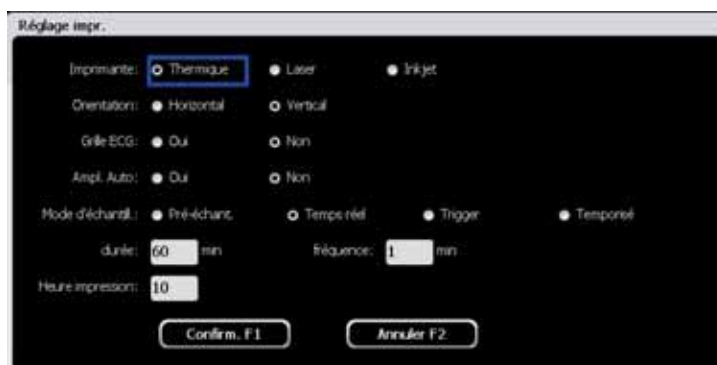 Réglage impr.
Imprimante: Thermique Laser Inkjet
Orientation: Horizontal Vertical
Grille ECG: Oui Non
Ampl. Auto: Oui Non
Mode d'échantil.: Pré-échant. Temps réel Trigger Temporisé
durée: 60 min fréquence: 1 min
Heure impression: 10
Confirm. F1 Annuler F2